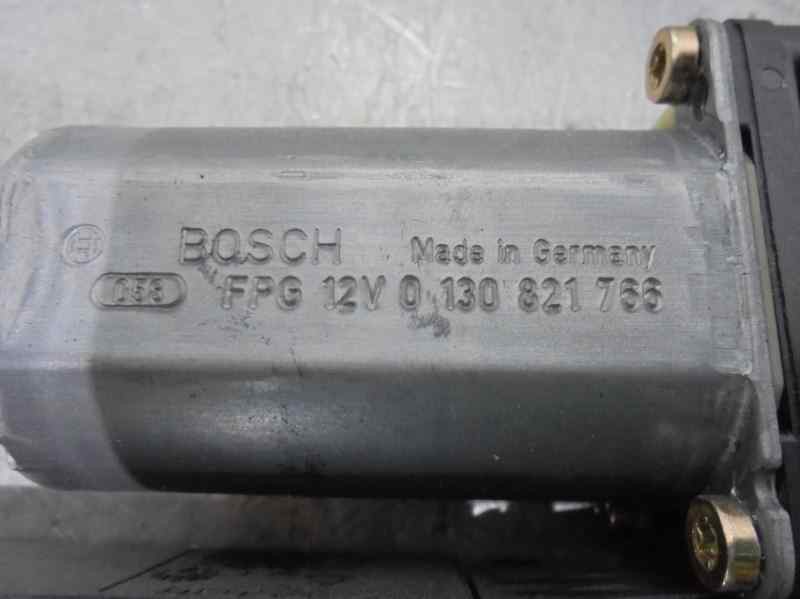 BOSCH Made in Germany
058 FPG 12V 0 130 821 766